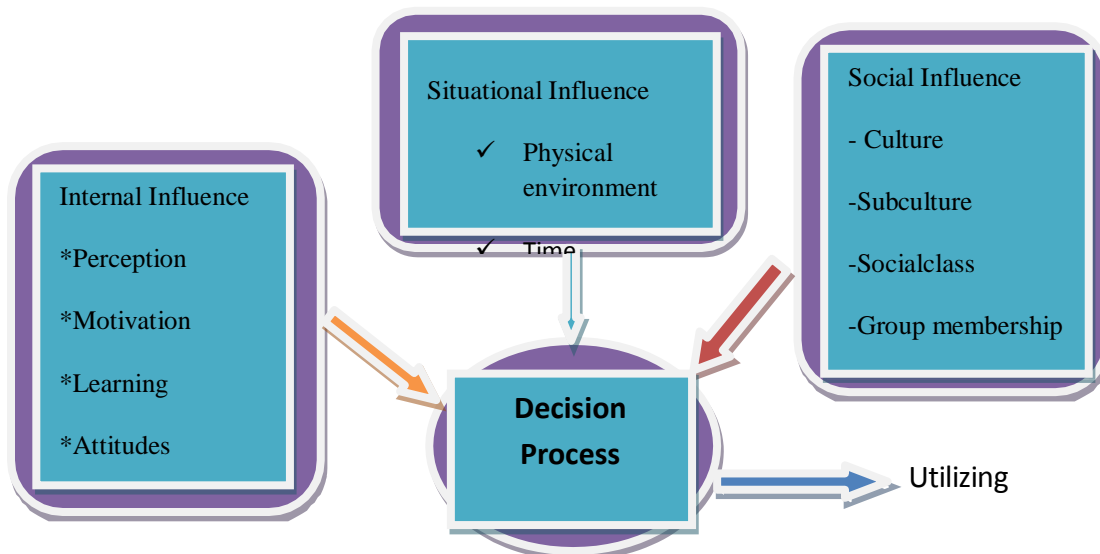 Internal Influence
*Perception
*Motivation
*Learning
*Attitudes
Situational Influence
✓ Physical
environment
✓ Time
Social Influence
- Culture
-Subculture
-Socialclass
-Group membership
Decision
Process
Utilizing